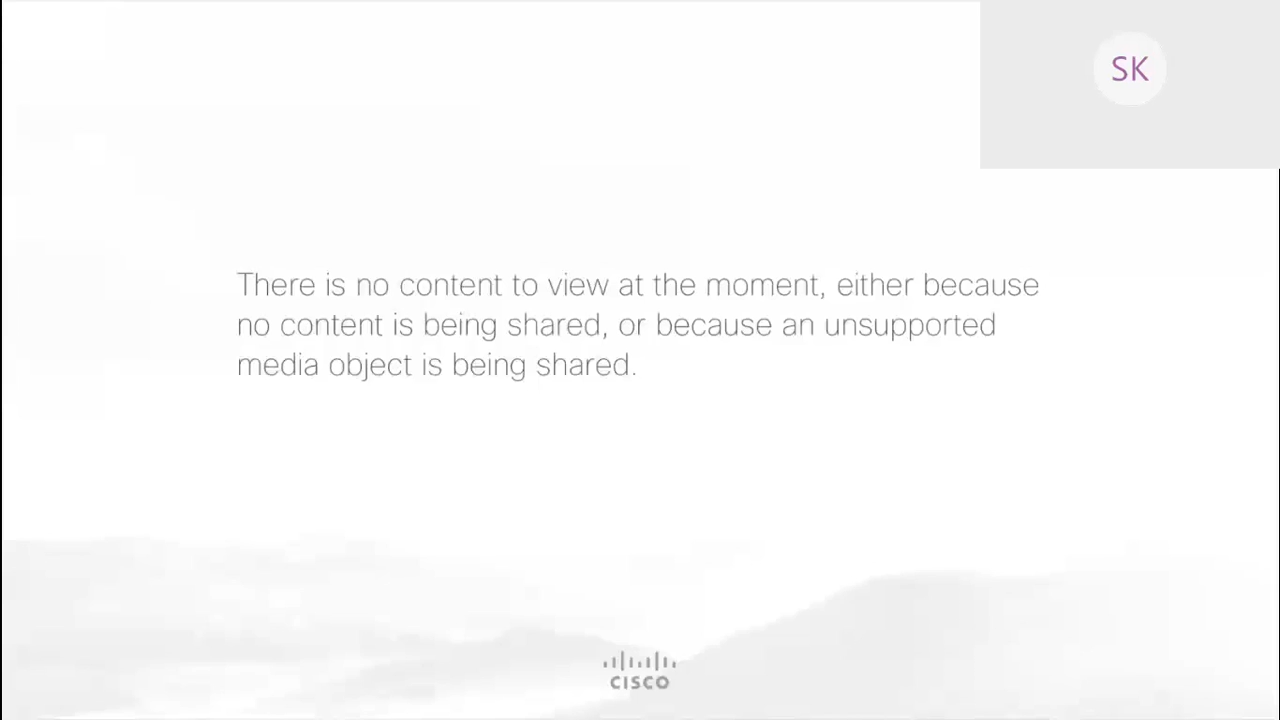 SK
There is no content to view at the moment, either because
no content is being shared, or because an unsupported
media object is being shared.
CISCO